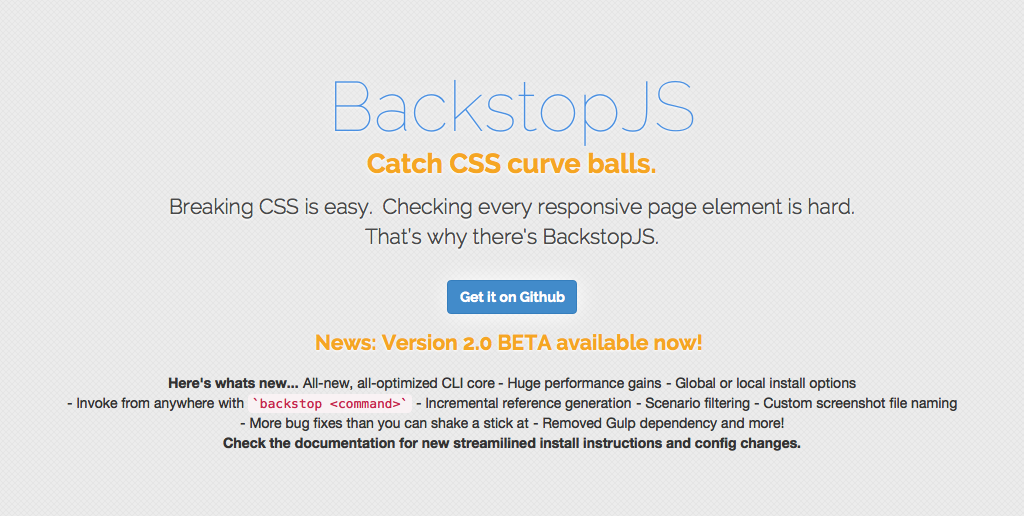 BackstopJS
Catch CSS curve balls.
Breaking CSS is easy.  Checking every responsive page element is hard.
That's why there's BackstopJS.
Get it on Github
News: Version 2.0 BETA available now!
Here's whats new... All-new, all-optimized CLI core - Huge performance gains - Global or local install options
- Invoke from anywhere with `backstop <command>` - Incremental reference generation - Scenario filtering - Custom screenshot file naming
- More bug fixes than you can shake a stick at - Removed Gulp dependency and more!
Check the documentation for new streamilined install instructions and config changes.